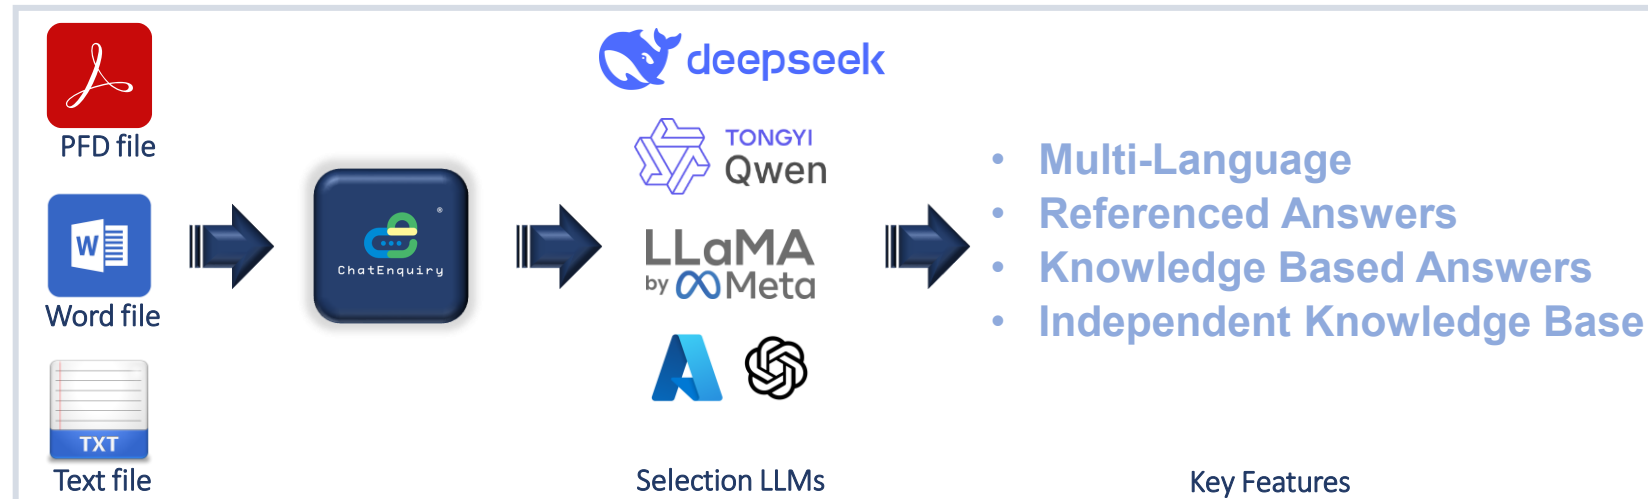 PFD file
W
Word file
TXT
Text file
®
ChatEnquiry
deepseek
TONGYI
Qwen
LLaMA
by Meta
Selection LLMs
• Multi-Language
• Referenced Answers
• Knowledge Based Answers
• Independent Knowledge Base
Key Features